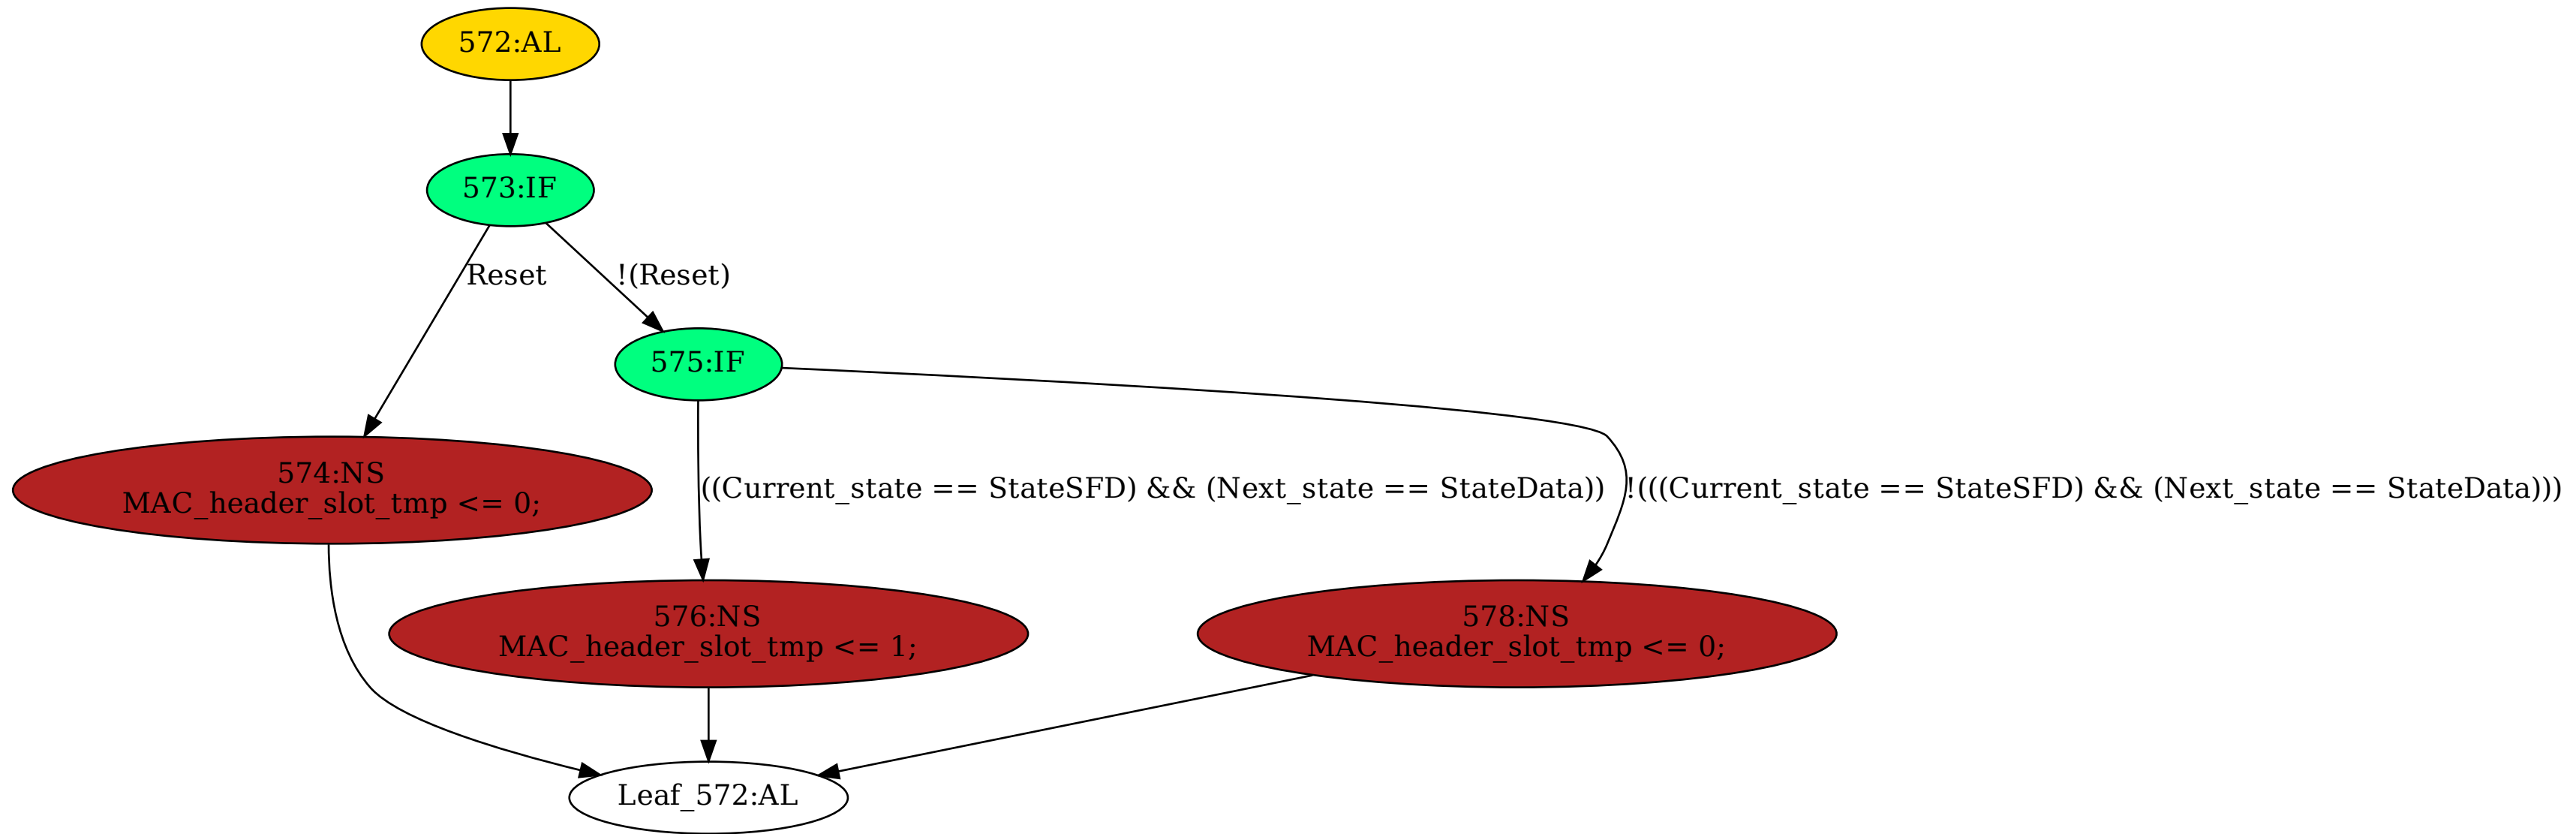 572:AL
573:IF
Reset
!(Reset)
575:IF
574:NS
MAC_header_slot_tmp <= 0;
((Current_state == StateSFD) && (Next_state == StateData))
!(((Current_state == StateSFD) && (Next_state == StateData)))
576:NS
MAC_header_slot_tmp <= 1;
578:NS
MAC_header_slot_tmp <= 0;
Leaf_572:AL